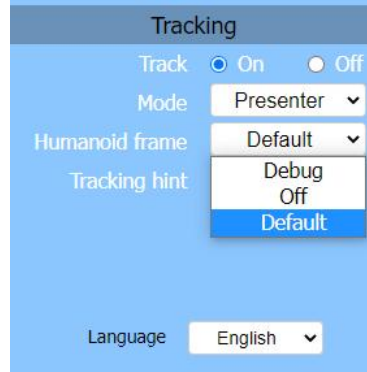 Tracking
Track On Off
Mode Presenter
Humanoid frame Default
Tracking hint Debug
Off
Default
Language English